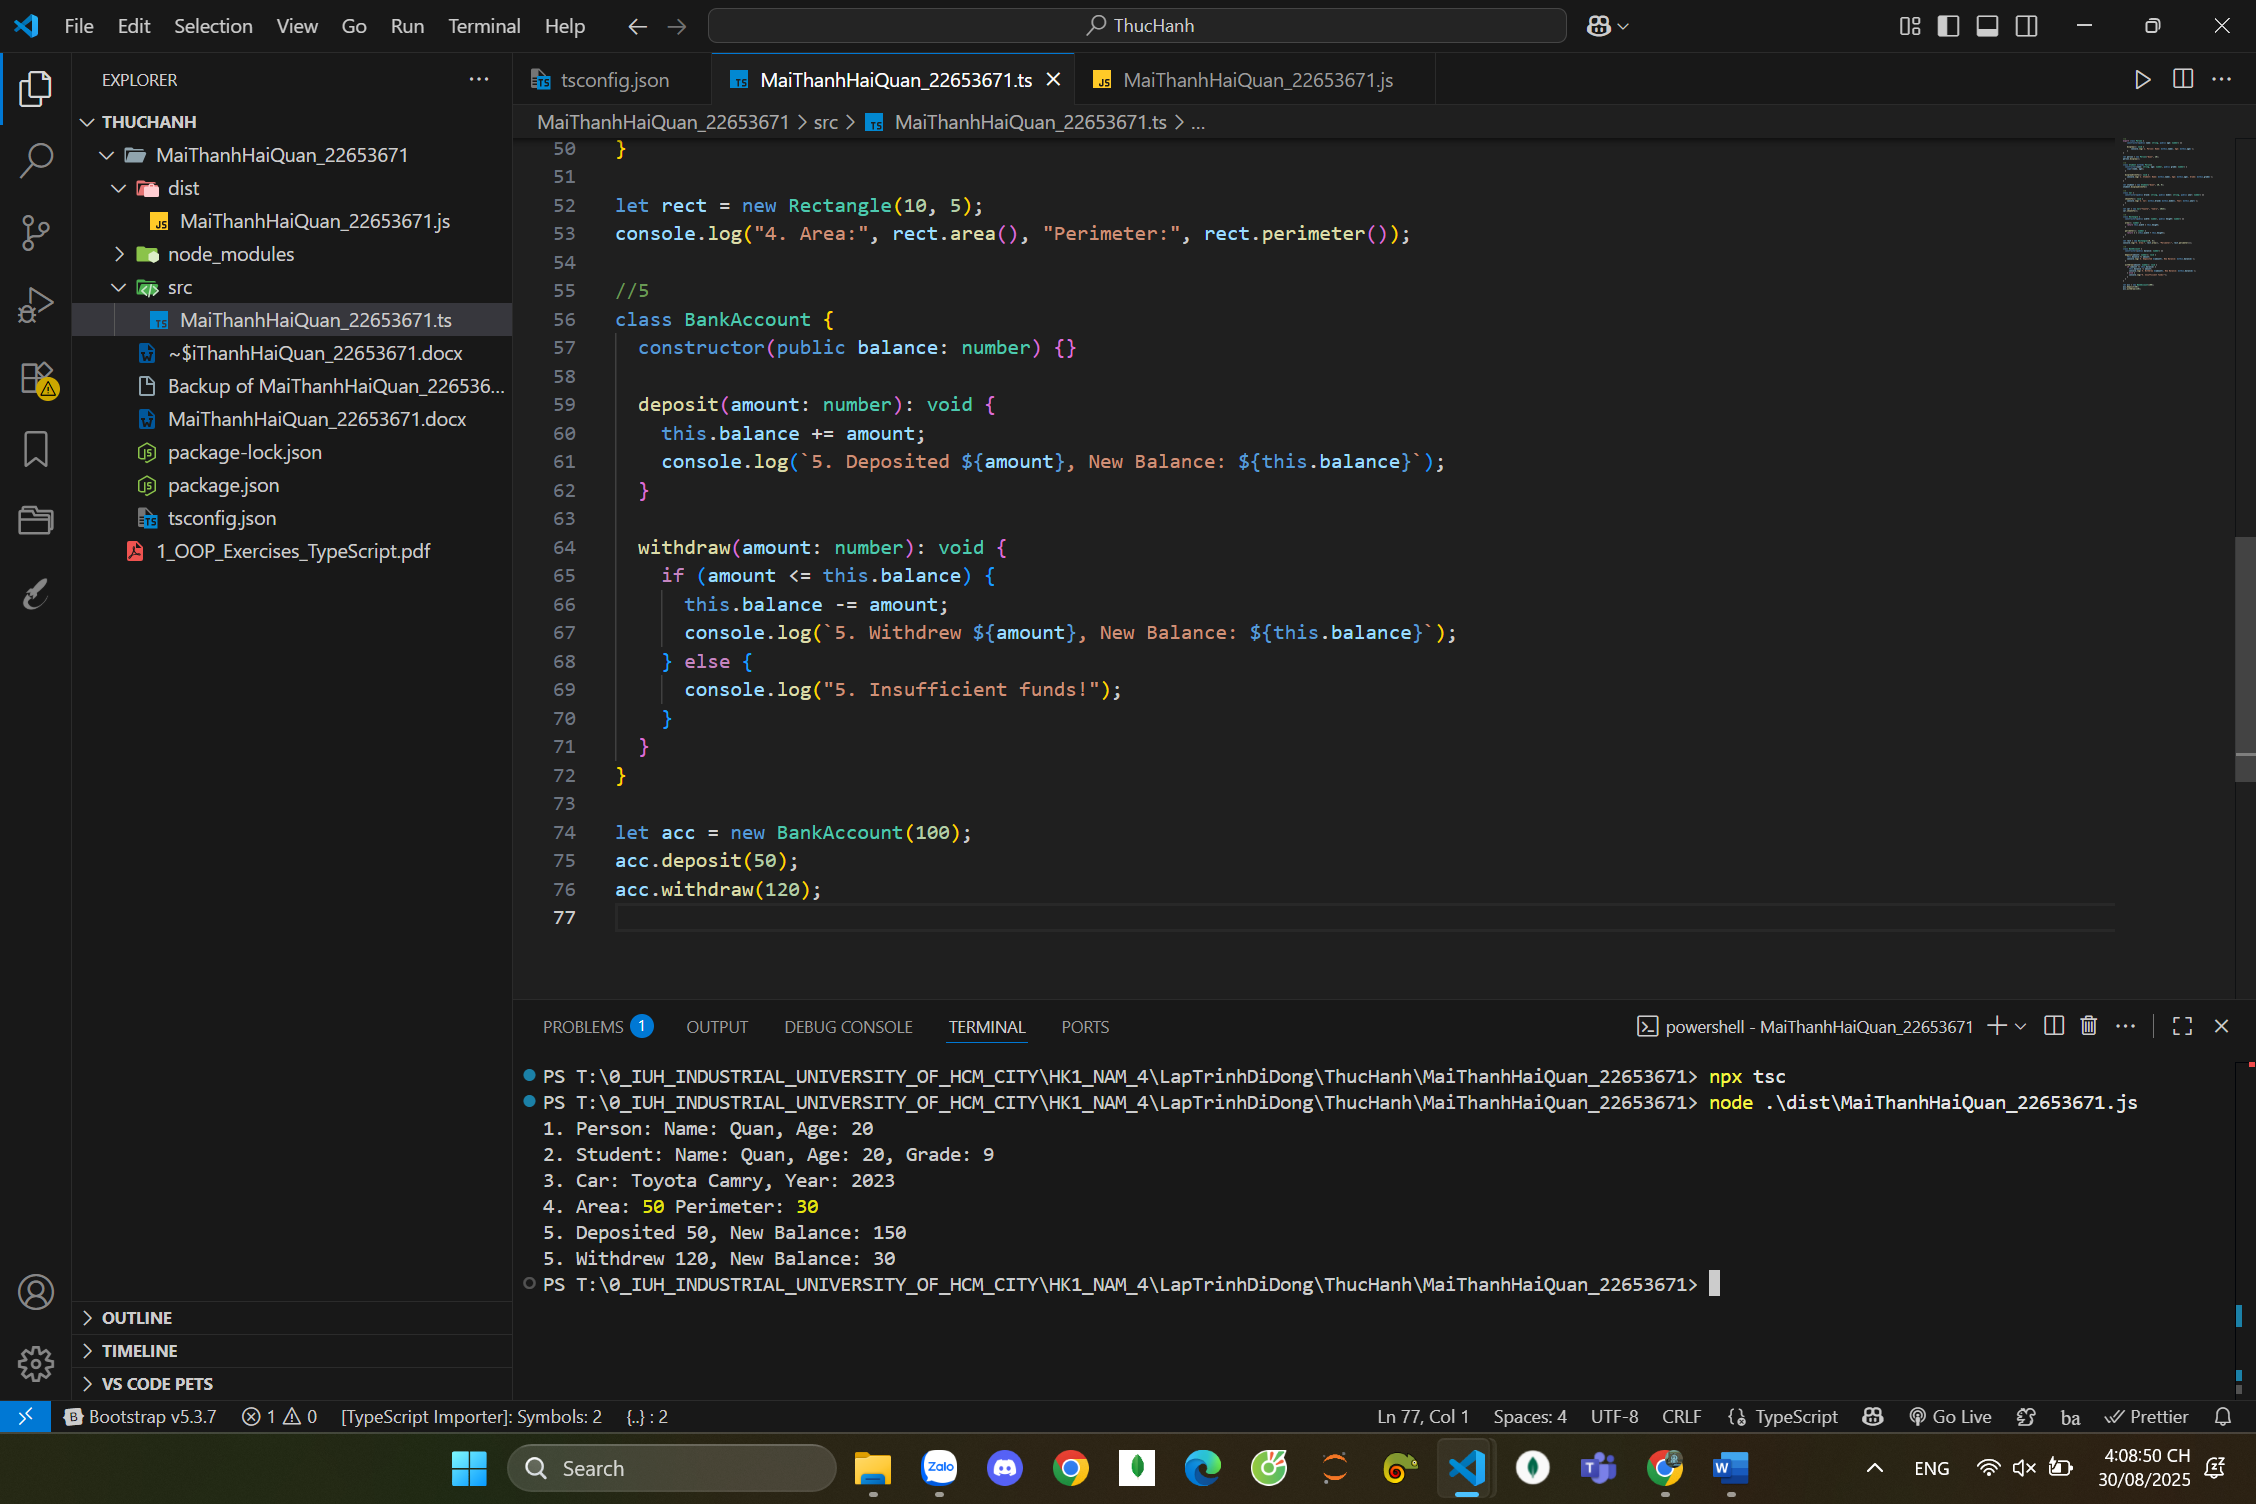 File Edit Selection View Go Run Terminal Help
ThucHanh
EXPLORER
THUCHANH
MaiThanhHaiQuan_22653671
dist
MaiThanhHaiQuan_22653671.js
node_modules
src
MaiThanhHaiQuan_22653671.ts
~$iThanhHaiQuan_22653671.docx
Backup of MaiThanhHaiQuan_226536...
MaiThanhHaiQuan_22653671.docx
package-lock.json
package.json
tsconfig.json
1_OOP_Exercises_TypeScript.pdf
OUTLINE
TIMELINE
VS CODE PETS
tsconfig.json MaiThanhHaiQuan_22653671.ts MaiThanhHaiQuan_22653671.js
MaiThanhHaiQuan_22653671 > src > MaiThanhHaiQuan_22653671.ts > ...
50 }
51
52 let rect = new Rectangle(10, 5);
53 console.log("4. Area:", rect.area(), "Perimeter:", rect.perimeter());
54
55 //5
56 class BankAccount {
57 constructor(public balance: number) {}
58
59 deposit(amount: number): void {
60 this.balance += amount;
61 console.log(`5. Deposited ${amount}, New Balance: ${this.balance}`);
62 }
63
64 withdraw(amount: number): void {
65 if (amount <= this.balance) {
66 this.balance -= amount;
67 console.log(`5. Withdrew ${amount}, New Balance: ${this.balance}`);
68 } else {
69 console.log("5. Insufficient funds!");
70 }
71 }
72 }
73
74 let acc = new BankAccount(100);
75 acc.deposit(50);
76 acc.withdraw(120);
77
PROBLEMS 1 OUTPUT DEBUG CONSOLE TERMINAL PORTS
powershell - MaiThanhHaiQuan_22653671
PS T:\0_IUH_INDUSTRIAL_UNIVERSITY_OF_HCM_CITY\HK1_NAM_4\LapTrinhDiDong\ThucHanh\MaiThanhHaiQuan_22653671> npx tsc
PS T:\0_IUH_INDUSTRIAL_UNIVERSITY_OF_HCM_CITY\HK1_NAM_4\LapTrinhDiDong\ThucHanh\MaiThanhHaiQuan_22653671> node .\dist\MaiThanhHaiQuan_22653671.js
1. Person: Name: Quan, Age: 20
2. Student: Name: Quan, Age: 20, Grade: 9
3. Car: Toyota Camry, Year: 2023
4. Area: 50 Perimeter: 30
5. Deposited 50, New Balance: 150
5. Withdrew 120, New Balance: 30
PS T:\0_IUH_INDUSTRIAL_UNIVERSITY_OF_HCM_CITY\HK1_NAM_4\LapTrinhDiDong\ThucHanh\MaiThanhHaiQuan_22653671>
Bootstrap v5.3.7 1 0 [TypeScript Importer]: Symbols: 2 {..} : 2
Ln 77, Col 1 Spaces: 4 UTF-8 CRLF TypeScript Go Live ba Prettier
Search
Zalo
ENG
4:08:50 CH
30/08/2025